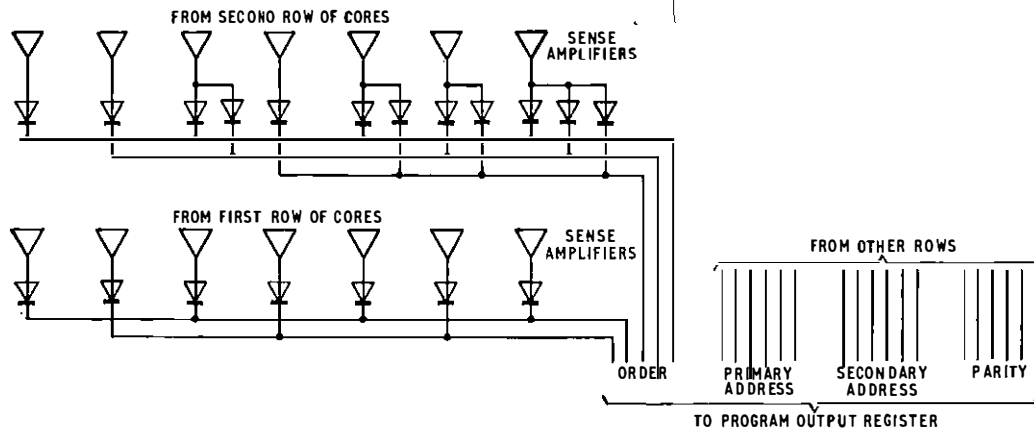 FROM SECOND ROW OF CORES
SENSE
AMPLIFIERS
FROM FIRST ROW OF CORES
SENSE
AMPLIFIERS
FROM OTHER ROWS
ORDER
PRIMARY
ADDRESS
SECONDARY
ADDRESS
PARITY
TO PROGRAM OUTPUT REGISTER